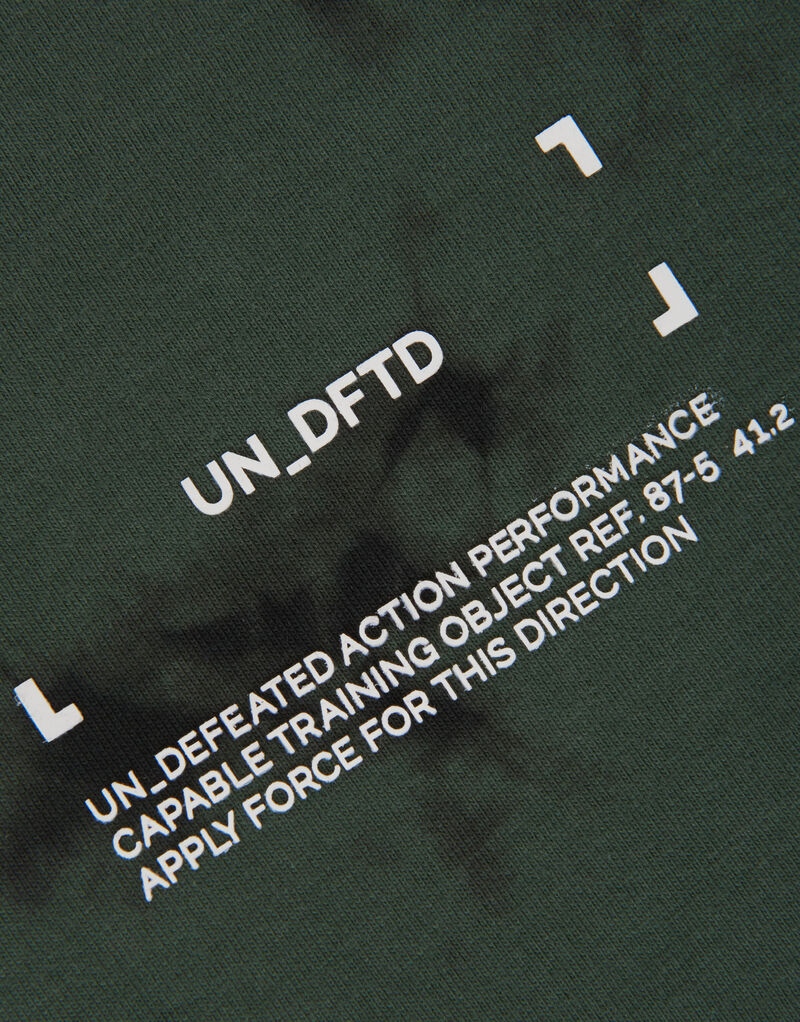 UN_DFTD
UN_DEFEATED ACTION PERFORMANCE
CAPABLE TRAINING OBJECT REF. 87-5 41.2
APPLY FORCE FOR THIS DIRECTION